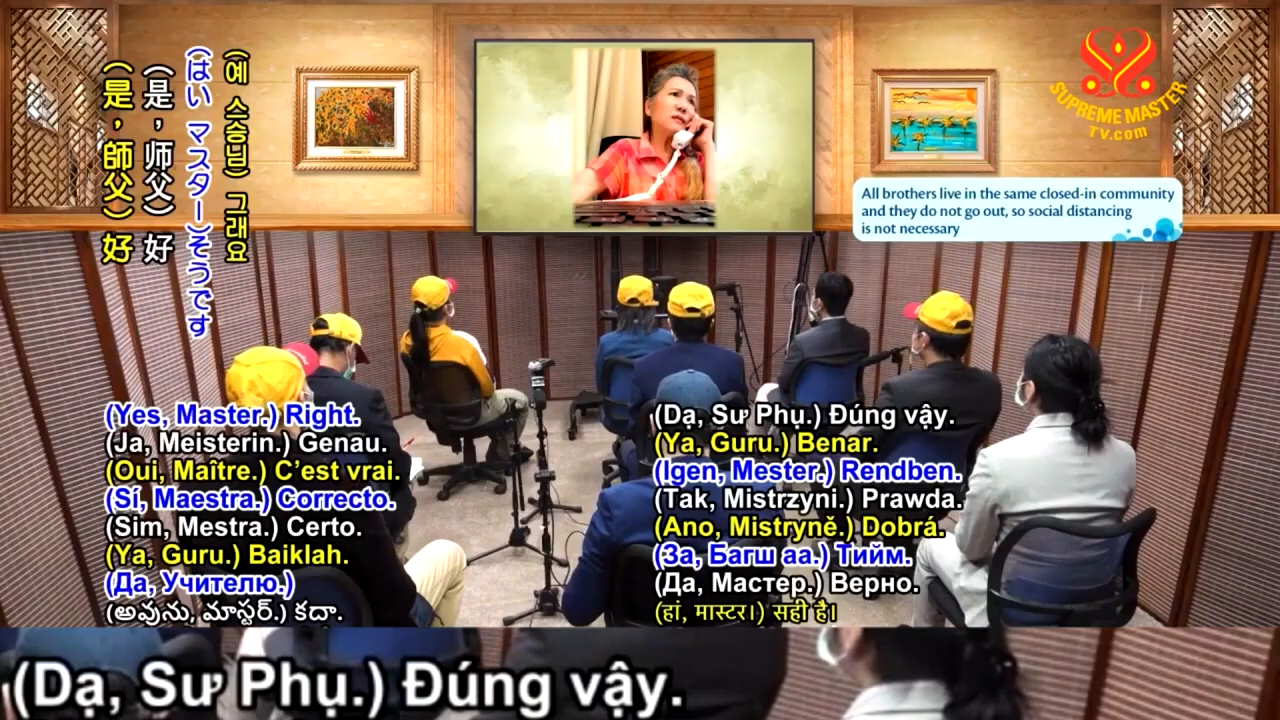 (예 스승님) 그래요
(はい マスター)そうです
(是，师父) 好
(是，師父) 好
SUPREME MASTER
TV.com
All brothers live in the same closed-in community
and they do not go out, so social distancing
is not necessary
(Yes, Master.) Right.
(Ja, Meisterin.) Genau.
(Oui, Maître.) C’est vrai.
(Sí, Maestra.) Correcto.
(Sim, Mestra.) Certo.
(Ya, Guru.) Baiklah.
(Да, Учителю.)
(అవును, మాస్టర్.) కదా.
(Dạ, Sư Phụ.) Đúng vậy.
(Ya, Guru.) Benar.
(Igen, Mester.) Rendben.
(Tak, Mistrzyni.) Prawda.
(Ano, Mistryně.) Dobrá.
(За, Багш аа.) Тийм.
(Да, Мастер.) Верно.
(हां, मास्टर।) सही है।
(Dạ, Sư Phụ.) Đúng vậy.